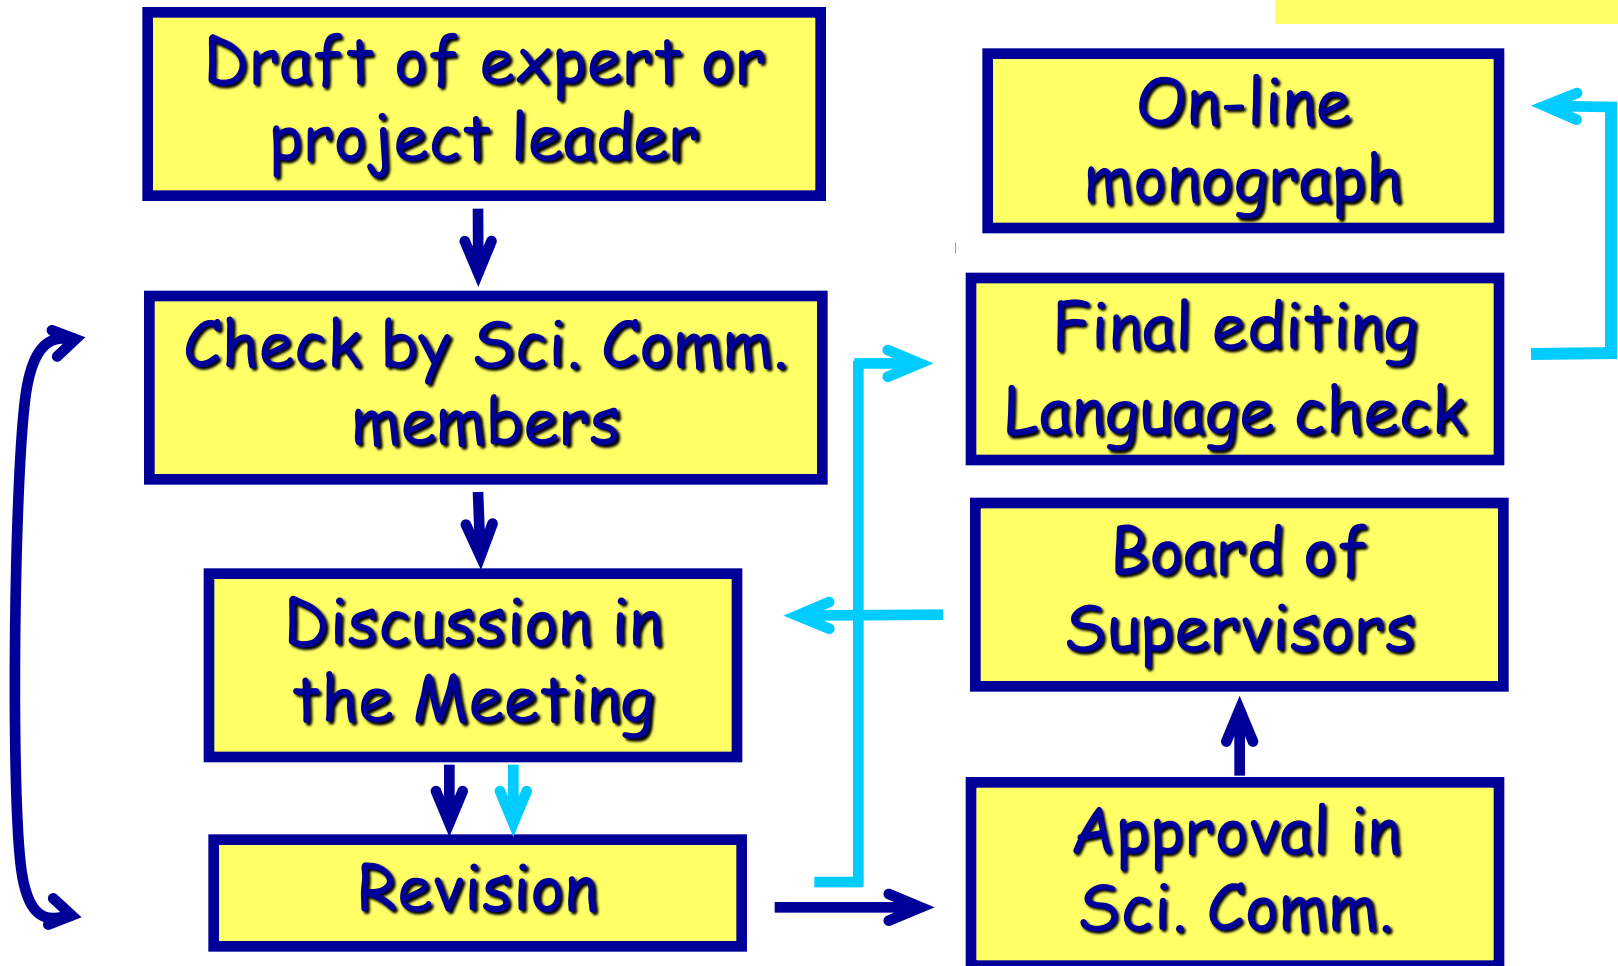 Draft of expert or
project leader
Check by Sci. Comm.
members
Discussion in
the Meeting
Revision
On-line
monograph
Final editing
Language check
Board of
Supervisors
Approval in
Sci. Comm.